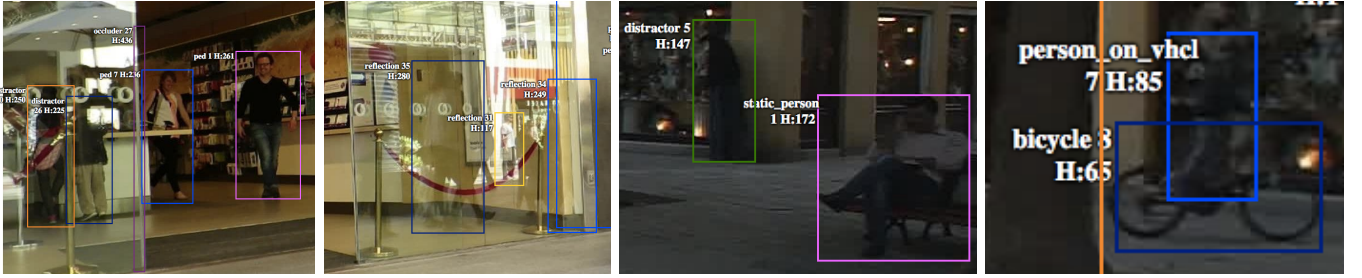 occluder 27
H:436
ped 1 H:261
ped 7 H:236
H:250
distractor
26 H:225
reflection 35
H:280
reflection 34
H:249
reflection 31
H:117
distractor 5
H:147
static_person
1 H:172
person_on_vhcl
7 H:85
bicycle 8
H:65